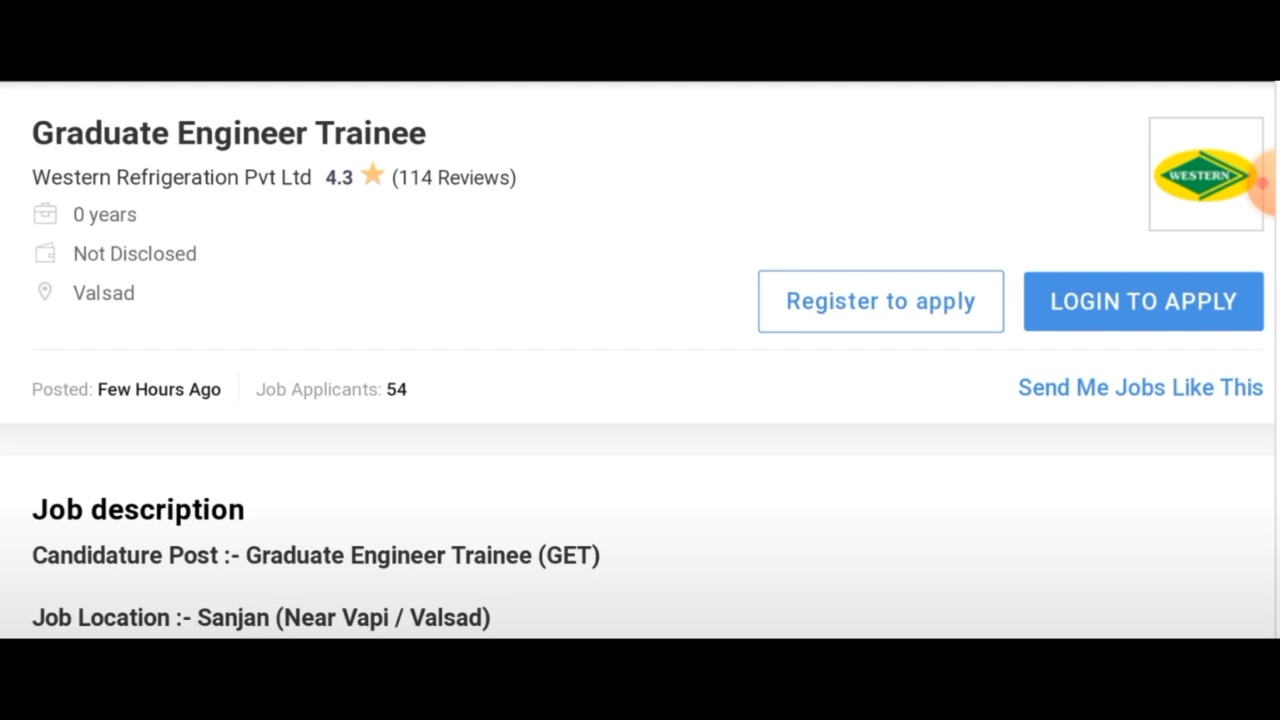 Graduate Engineer Trainee
Western Refrigeration Pvt Ltd 4.3 (114 Reviews)
WESTERN
0 years
Not Disclosed
Valsad
Register to apply
LOGIN TO APPLY
Posted: Few Hours Ago Job Applicants: 54
Send Me Jobs Like This
Job description
Candidature Post :- Graduate Engineer Trainee (GET)
Job Location :- Sanjan (Near Vapi / Valsad)